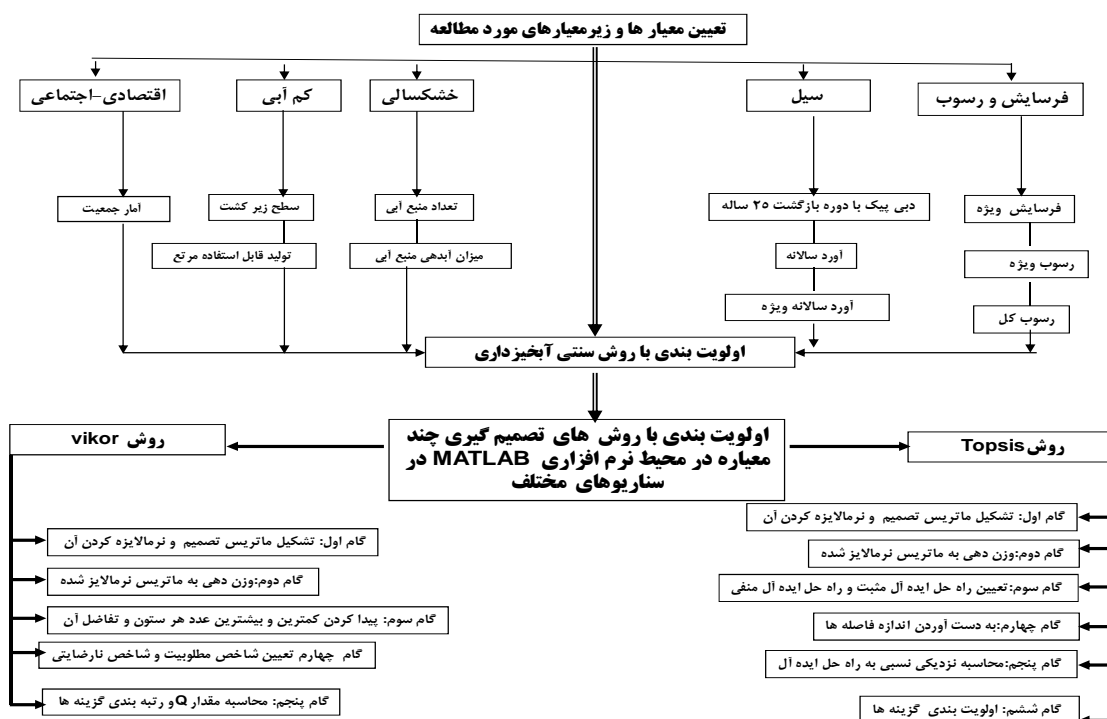 تعیین معیار ها و زیرمعیارهای مورد مطالعه
فرسایش و رسوب
سیل
خشکسالی
کم آبی
اقتصادی-اجتماعی
فرسایش ویژه
دبی پیک با دوره بازگشت ۲۵ ساله
تعداد منبع آبی
سطح زیر کشت
آمار جمعیت
رسوب ویژه
آورد سالانه
میزان آبدهی منبع آبی
تولید قابل استفاده مرتع
رسوب کل
آورد سالانه ویژه
اولویت بندی با روش سنتی آبخیزداری
اولویت بندی با روش های تصمیم گیری چند
معیاره در محیط نرم افزاری MATLAB در
سناریوهای مختلف
روش Topsis
گام اول: تشکیل ماتریس تصمیم و نرمالایزه کردن آن
گام دوم:وزن دهی به ماتریس نرمالایز شده
گام سوم:تعیین راه حل ایده آل مثبت و راه حل ایده آل منفی
گام چهارم:به دست آوردن اندازه فاصله ها
گام پنجم:محاسبه نزدیکی نسبی به راه حل ایده آل
گام ششم: اولویت بندی گزینه ها
روش vikor
گام اول: تشکیل ماتریس تصمیم و نرمالایزه کردن آن
گام دوم:وزن دهی به ماتریس نرمالایز شده
گام سوم: پیدا کردن کمترین و بیشترین عدد هر ستون و تفاضل آن
گام چهارم تعیین شاخص مطلوبیت و شاخص نارضایتی
گام پنجم: محاسبه مقدار Qو رتبه بندی گزینه ها